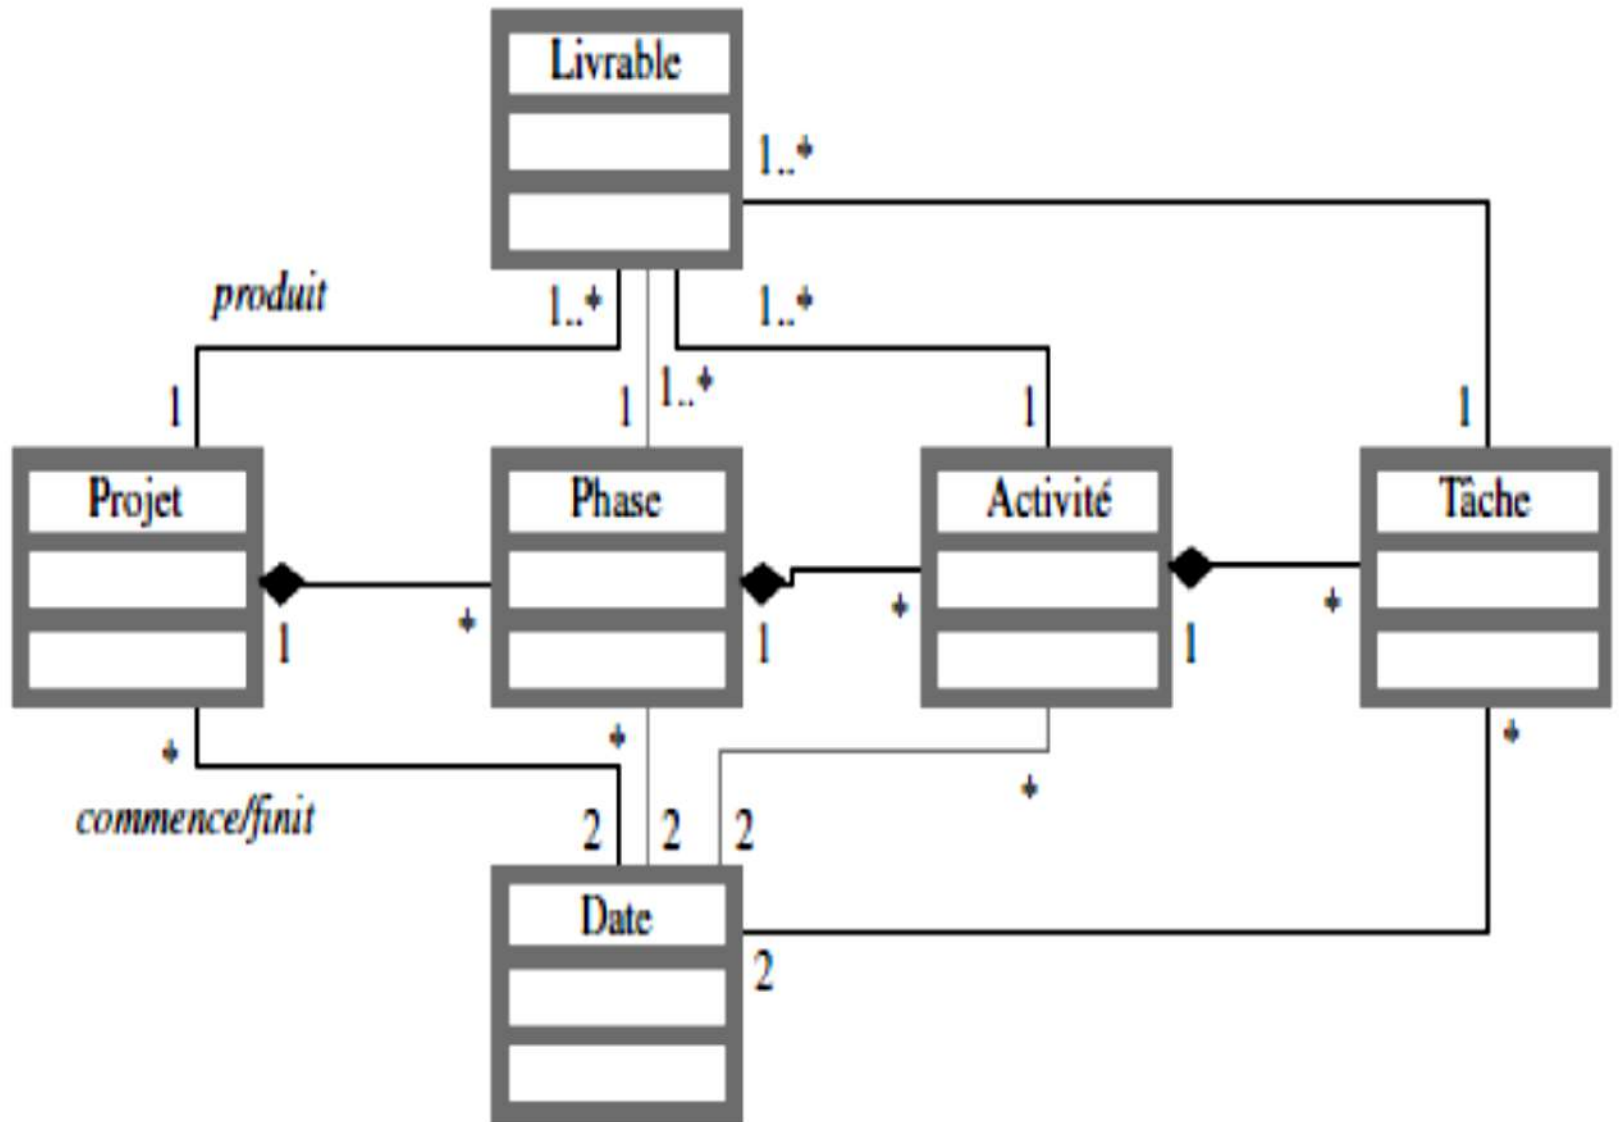 Livrable
1..*
produit
1..*
1..*
1
1
1..*
1
1
Projet
Phase
Activité
Tâche
*
*
*
1
1
1
*
*
*
*
commence/finit
2
2
2
Date
2